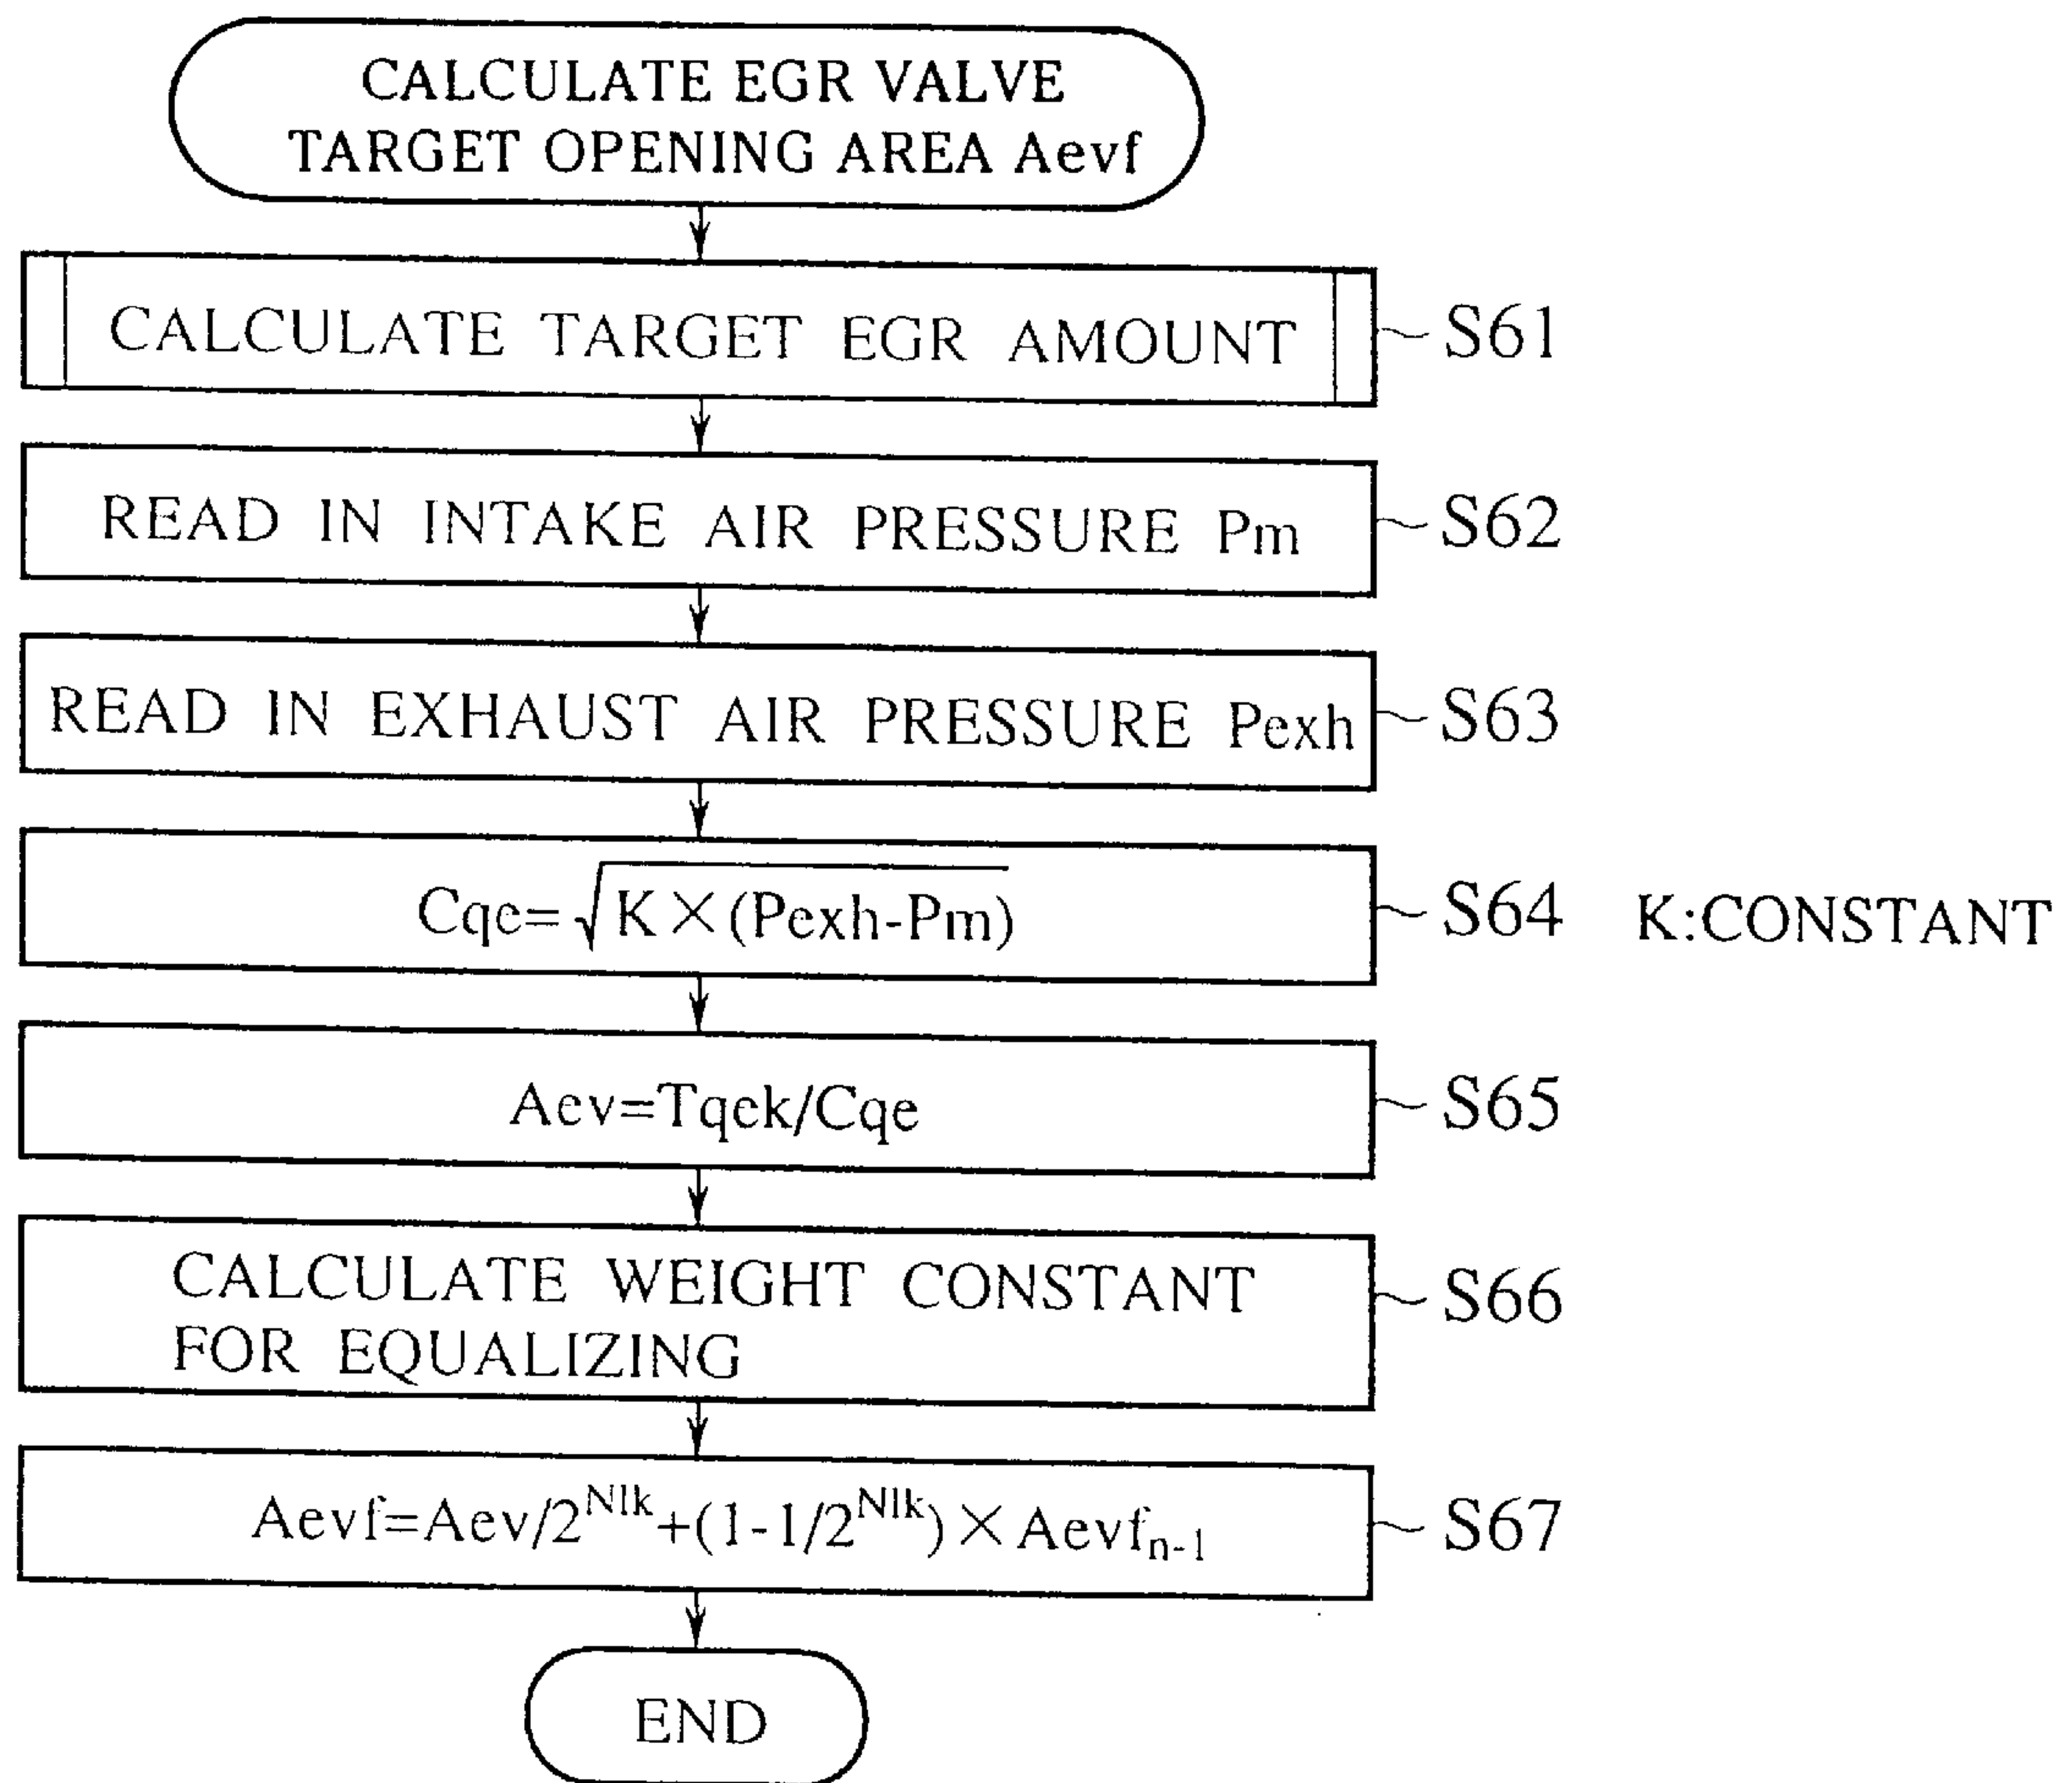 CALCULATE EGR VALVE
TARGET OPENING AREA Aevf
CALCULATE TARGET EGR AMOUNT
S61
READ IN INTAKE AIR PRESSURE Pm
S62
READ IN EXHAUST AIR PRESSURE Pexh
S63
Cqe=√K×(Pexh-Pm)
S64 K:CONSTANT
Aev=Tqek/Cqe
S65
CALCULATE WEIGHT CONSTANT
FOR EQUALIZING
S66
Aevf=Aev/2^Nlk+(1-1/2^Nlk)×Aevf_n-1
S67
END